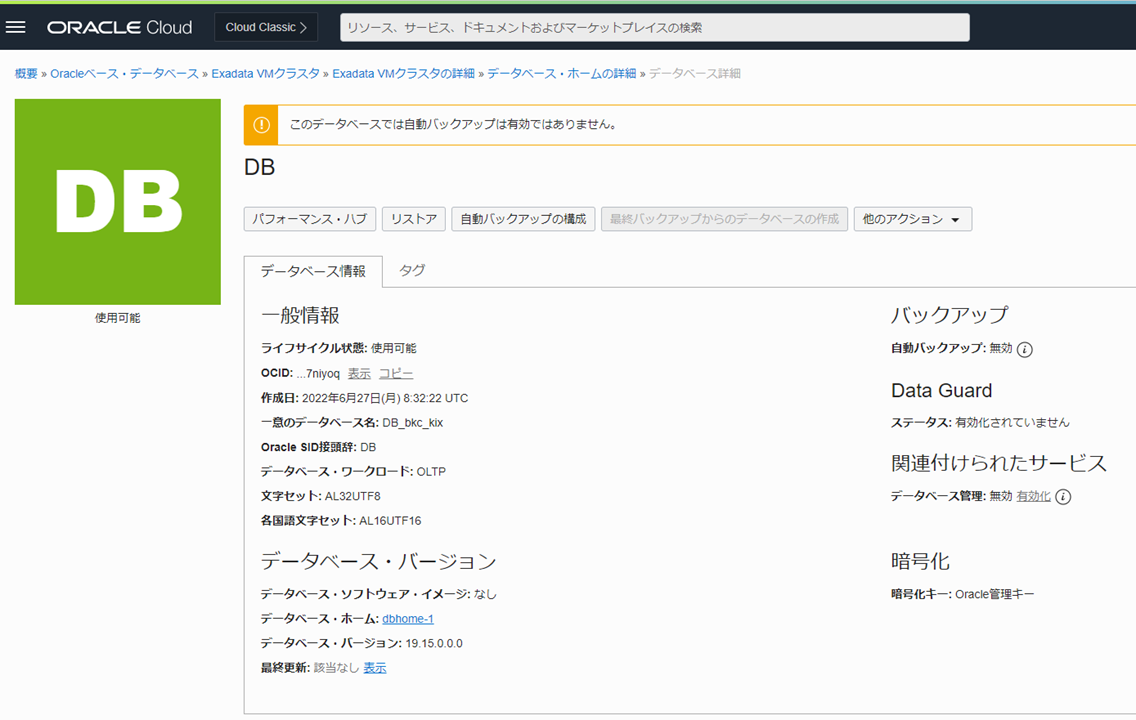 ORACLE Cloud
Cloud Classic >
リソース、サービス、ドキュメントおよびマーケットプレイスの検索
概要 » Oracleベース・データベース » Exadata VMクラスタ » Exadata VMクラスタの詳細 » データベース・ホームの詳細 » データベース詳細
DB
使用可能
このデータベースでは自動バックアップは有効ではありません。
DB
パフォーマンス・ハブ
リストア
自動バックアップの構成
最終バックアップからのデータベースの作成
他のアクション
データベース情報
タグ
一般情報
ライフサイクル状態: 使用可能
OCID: ...7niyoq 表示 コピー
作成日: 2022年6月27日(月) 8:32:22 UTC
一意のデータベース名: DB_bkc_kix
Oracle SID接頭辞: DB
データベース・ワークロード: OLTP
文字セット: AL32UTF8
各国語文字セット: AL16UTF16
データベース・バージョン
データベース・ソフトウェア・イメージ: なし
データベース・ホーム: dbhome-1
データベース・バージョン: 19.15.0.0.0
最終更新: 該当なし 表示
バックアップ
自動バックアップ: 無効
Data Guard
ステータス: 有効化されていません
関連付けられたサービス
データベース管理: 無効 有効化
暗号化
暗号化キー: Oracle管理キー